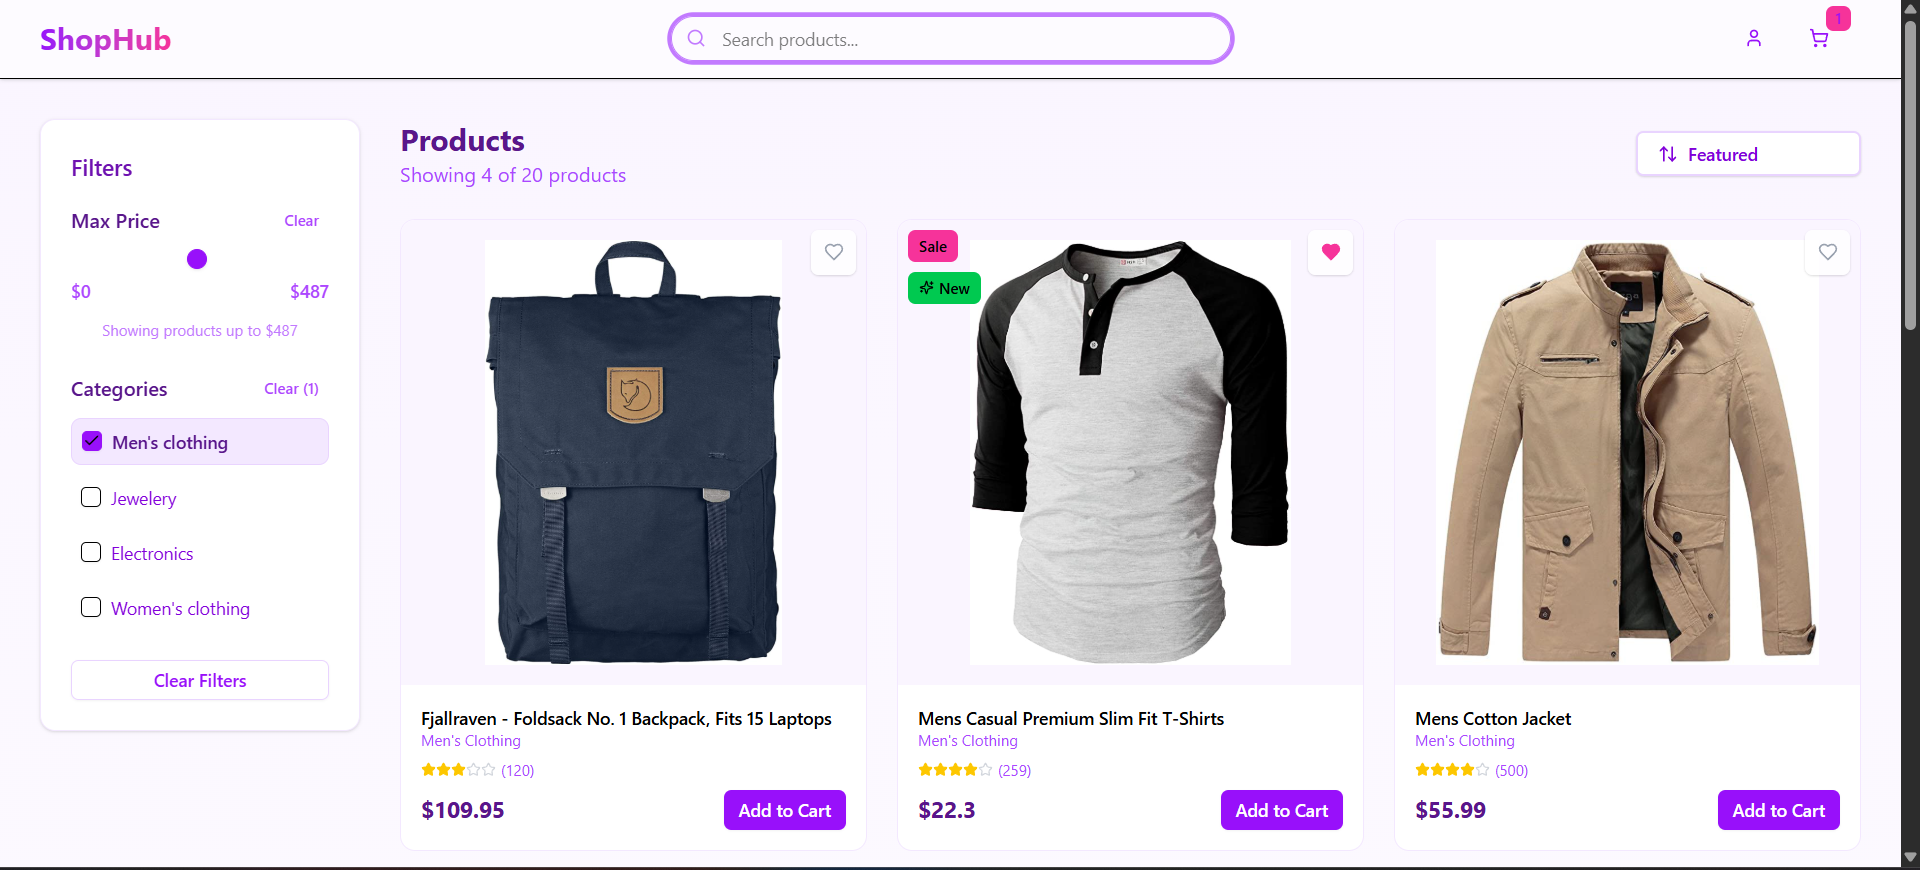 ShopHub
Search products...
1
Filters
Max Price
Clear
$0
$487
Showing products up to $487
Categories
Clear (1)
Men's clothing
Jewelery
Electronics
Women's clothing
Clear Filters
Products
Showing 4 of 20 products
Featured
Fjallraven - Foldsack No. 1 Backpack, Fits 15 Laptops
Men's Clothing
(120)
$109.95
Add to Cart
Sale
New
Mens Casual Premium Slim Fit T-Shirts
Men's Clothing
(259)
$22.3
Add to Cart
Mens Cotton Jacket
Men's Clothing
(500)
$55.99
Add to Cart